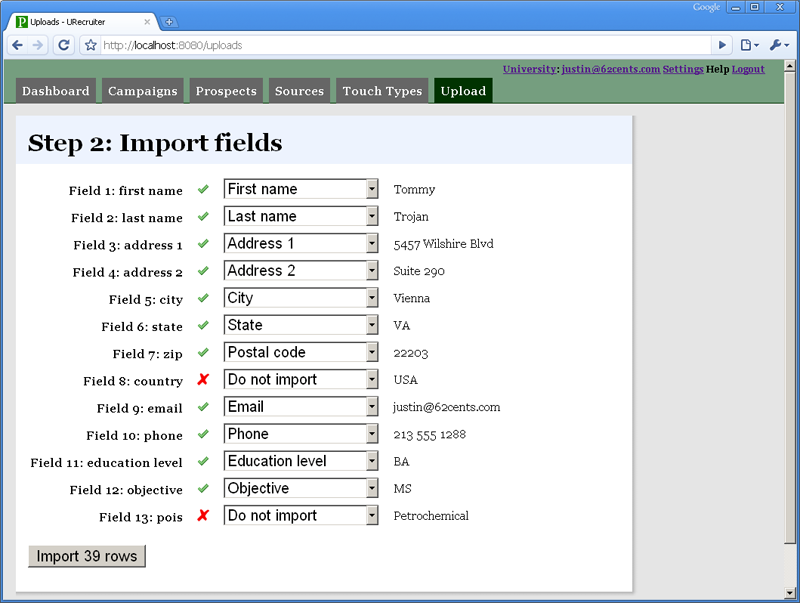 Google
Uploads - URecruiter
http://localhost:8080/uploads
University: justin@62cents.com Settings Help Logout
Dashboard Campaigns Prospects Sources Touch Types Upload
Step 2: Import fields
Field 1: first name First name Tommy
Field 2: last name Last name Trojan
Field 3: address 1 Address 1 5457 Wilshire Blvd
Field 4: address 2 Address 2 Suite 290
Field 5: city City Vienna
Field 6: state State VA
Field 7: zip Postal code 22203
Field 8: country Do not import USA
Field 9: email Email justin@62cents.com
Field 10: phone Phone 213 555 1288
Field 11: education level Education level BA
Field 12: objective Objective MS
Field 13: pois Do not import Petrochemical
Import 39 rows